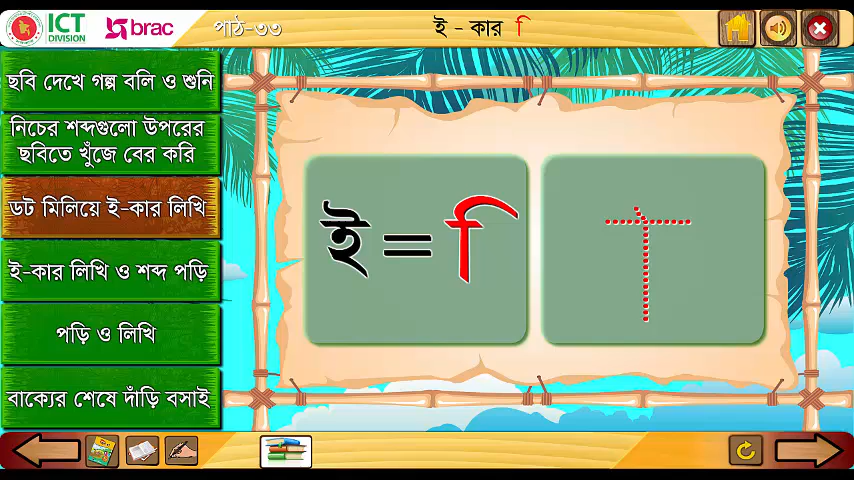 ICT
DIVISION
brac
পাঠ-৩৩
ই - কার ি
ছবি দেখে গল্প বলি ও শুনি
নিচের শব্দগুলো উপরের
ছবিতে খুঁজে বের করি
ডট মিলিয়ে ই-কার লিখি
ই-কার লিখি ও শব্দ পড়ি
পড়ি ও লিখি
বাক্যের শেষে দাঁড়ি বসাই
ই = ি